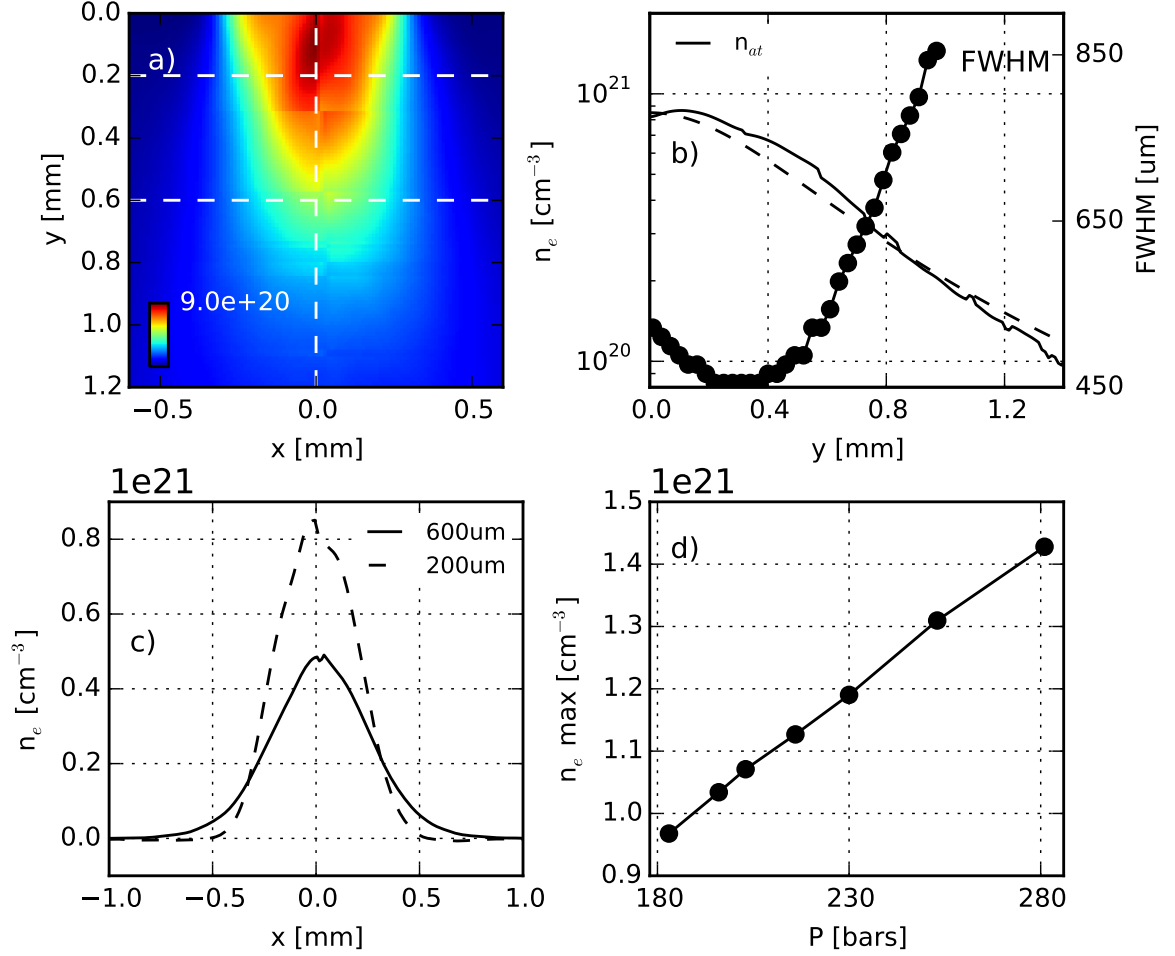 a)
9.0e+20
0.0
0.2
0.4
0.6
0.8
1.0
1.2
y [mm]
−0.5
0.0
0.5
x [mm]
n_at
FWHM
b)
10^21
10^20
n_e [cm^−3]
850
650
450
FWHM [um]
0.0
0.4
0.8
1.2
y [mm]
1e21
600um
200um
c)
0.8
0.6
0.4
0.2
0.0
n_e [cm^−3]
−1.0
−0.5
0.0
0.5
1.0
x [mm]
1e21
d)
1.5
1.4
1.3
1.2
1.1
1.0
0.9
n_e max [cm^−3]
180
230
280
P [bars]